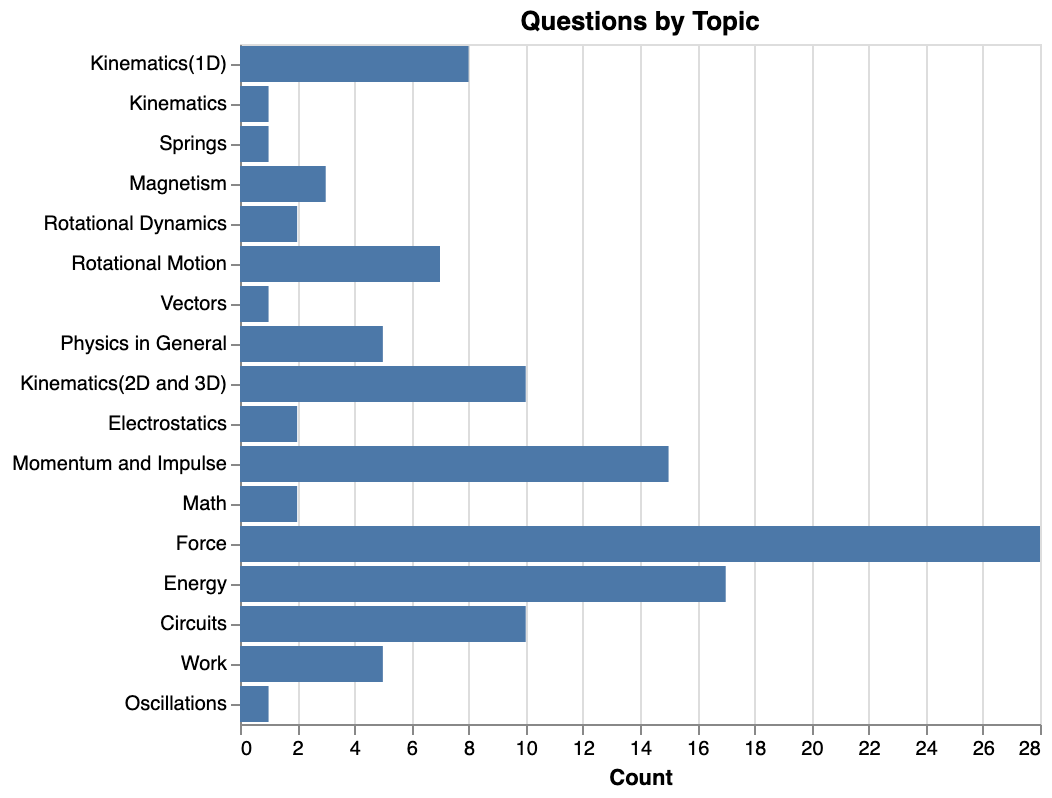 Questions by Topic
Kinematics(1D)
Kinematics
Springs
Magnetism
Rotational Dynamics
Rotational Motion
Vectors
Physics in General
Kinematics(2D and 3D)
Electrostatics
Momentum and Impulse
Math
Force
Energy
Circuits
Work
Oscillations
0 2 4 6 8 10 12 14 16 18 20 22 24 26 28
Count